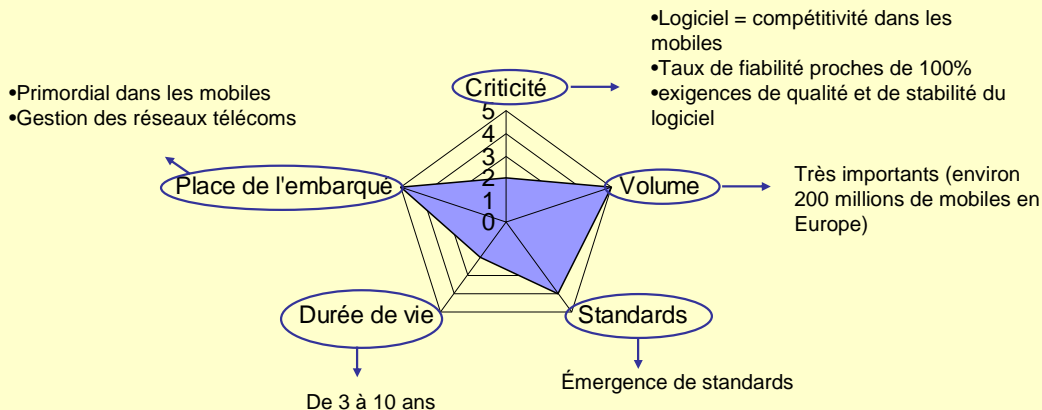 •Logiciel = compétitivité dans les
mobiles
•Taux de fiabilité proches de 100%
•exigences de qualité et de stabilité du
logiciel
Criticité
•Primordial dans les mobiles
•Gestion des réseaux télécoms
5
4
3
2
1
0
Place de l'embarqué
Volume
Très importants (environ
200 millions de mobiles en
Europe)
Durée de vie
Standards
De 3 à 10 ans
Émergence de standards